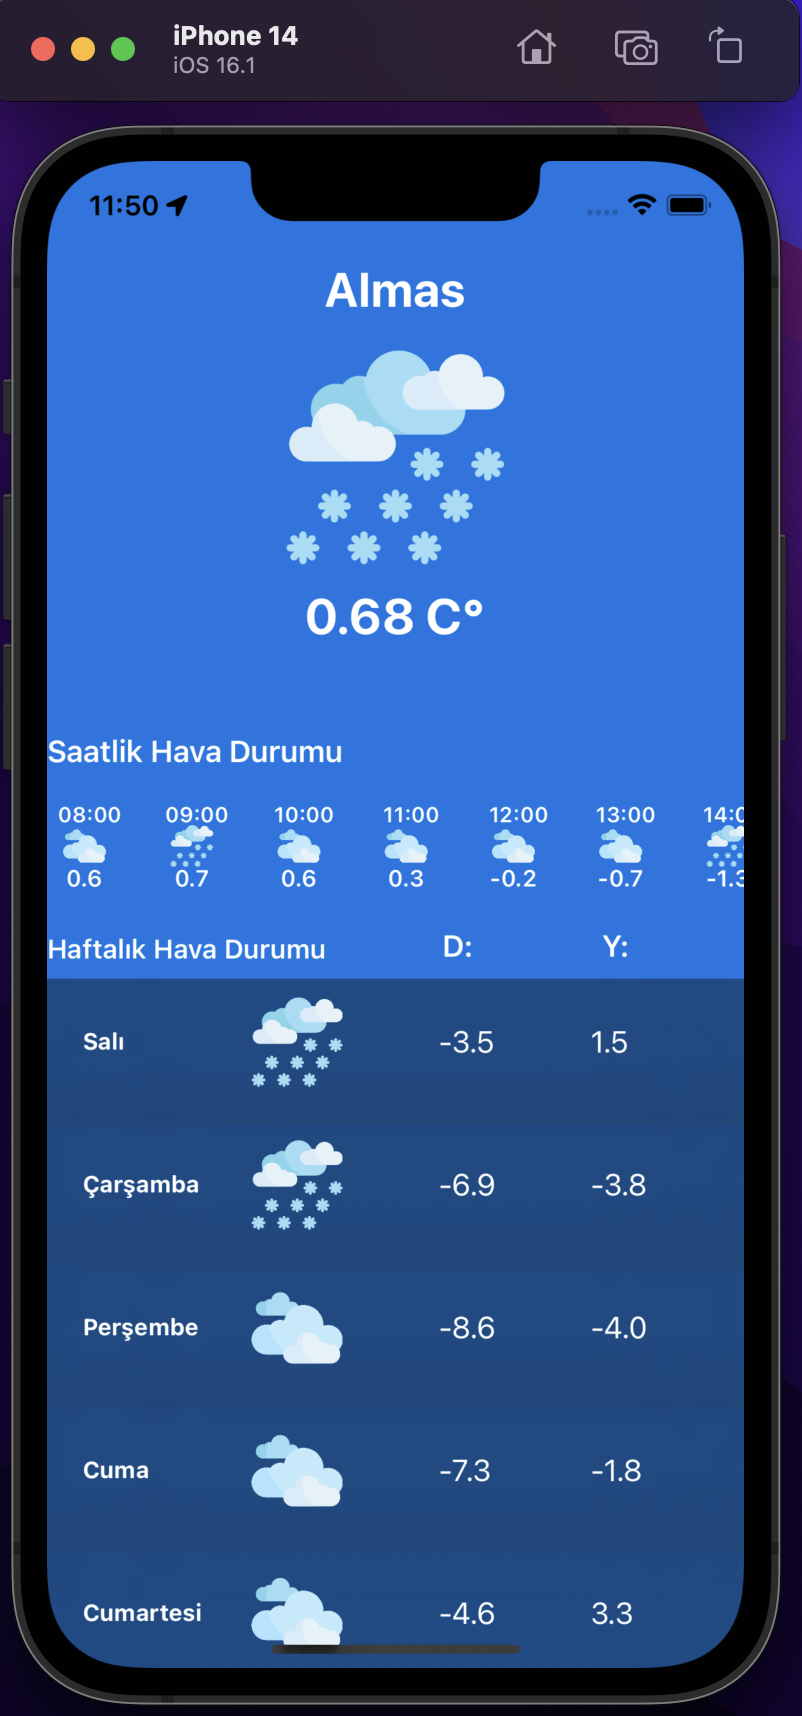 iPhone 14
iOS 16.1
11:50
Almas
0.68 C°
Saatlik Hava Durumu
08:00 09:00 10:00 11:00 12:00 13:00
0.6 0.7 0.6 0.3 -0.2 -0.7 -1.3
Haftalık Hava Durumu D: Y:
Salı -3.5 1.5
Çarşamba -6.9 -3.8
Perşembe -8.6 -4.0
Cuma -7.3 -1.8
Cumartesi -4.6 3.3